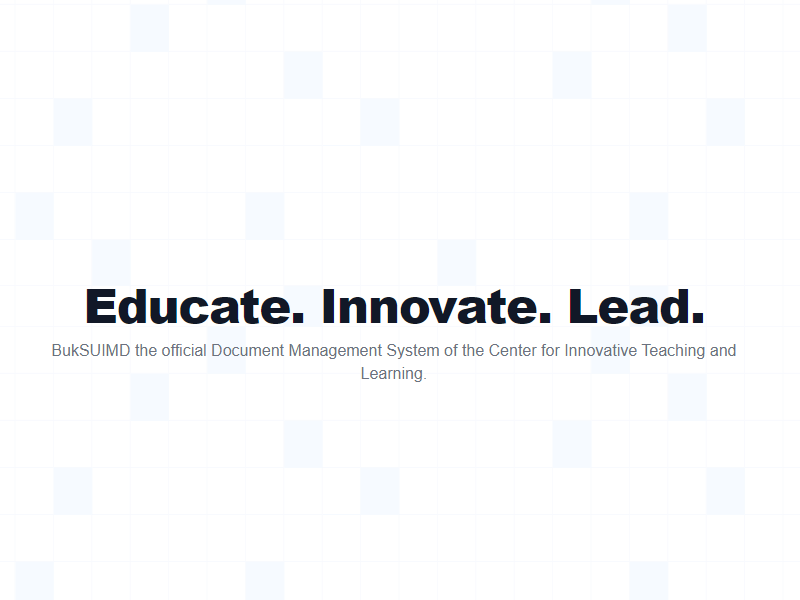 Educate. Innovate. Lead.
BukSUIMD the official Document Management System of the Center for Innovative Teaching and
Learning.